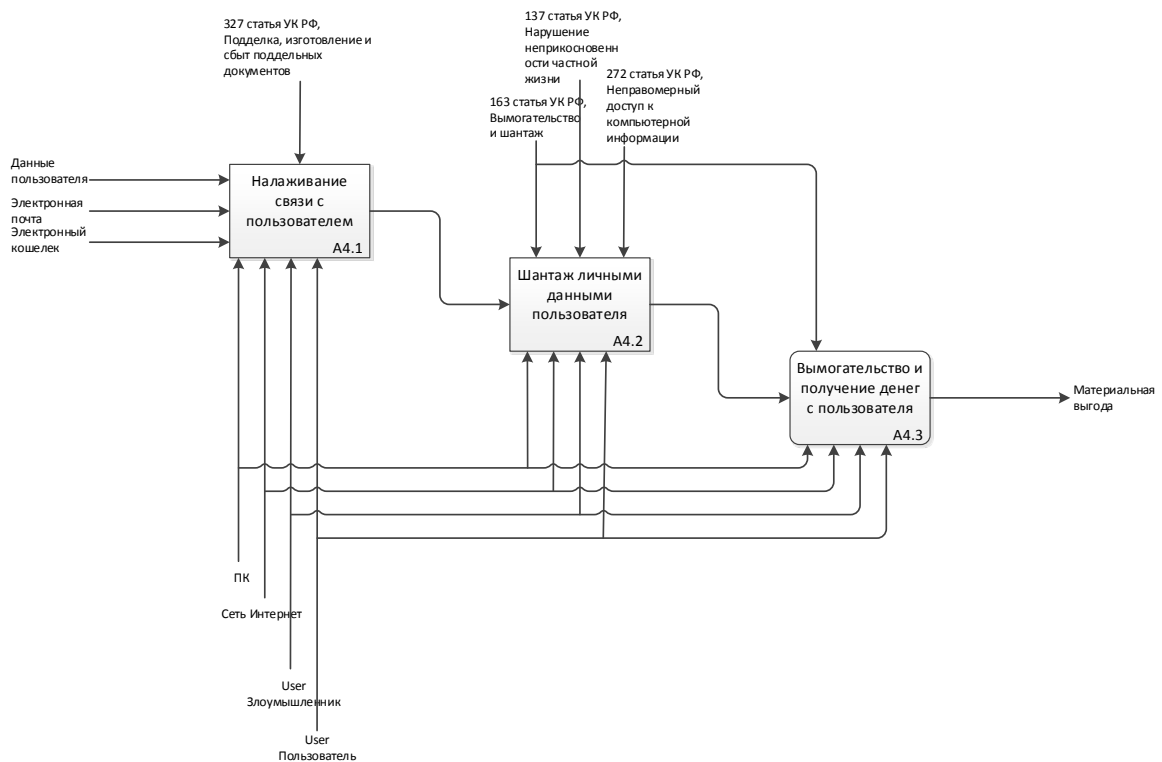 327 статья УК РФ,
Подделка, изготовление и
сбыт поддельных
документов
137 статья УК РФ,
Нарушение
неприкосновенн
ости частной
жизни
163 статья УК РФ,
Вымогательство
и шантаж
272 статья УК РФ,
Неправомерный
доступ к
компьютерной
информации
Данные
пользователя
Электронная
почта
Электронный
кошелек
Налаживание
связи с
пользователем
A4.1
Шантаж личными
данными
пользователя
A4.2
Вымогательство и
получение денег
с пользователя
A4.3
Материальная
выгода
ПК
Сеть Интернет
User
Злоумышленник
User
Пользователь